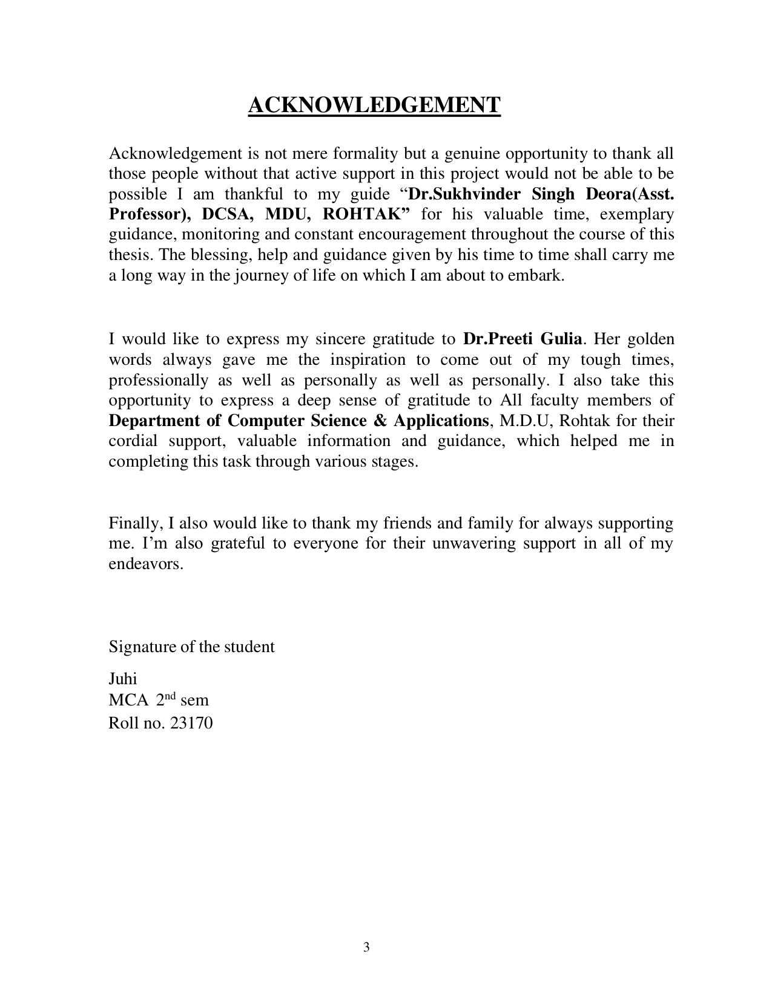 ACKNOWLEDGEMENT
Acknowledgement is not mere formality but a genuine opportunity to thank all
those people without that active support in this project would not be able to be
possible I am thankful to my guide “Dr.Sukhvinder Singh Deora(Asst.
Professor), DCSA, MDU, ROHTAK” for his valuable time, exemplary
guidance, monitoring and constant encouragement throughout the course of this
thesis. The blessing, help and guidance given by his time to time shall carry me
a long way in the journey of life on which I am about to embark.
I would like to express my sincere gratitude to Dr.Preeti Gulia. Her golden
words always gave me the inspiration to come out of my tough times,
professionally as well as personally as well as personally. I also take this
opportunity to express a deep sense of gratitude to All faculty members of
Department of Computer Science & Applications, M.D.U, Rohtak for their
cordial support, valuable information and guidance, which helped me in
completing this task through various stages.
Finally, I also would like to thank my friends and family for always supporting
me. I’m also grateful to everyone for their unwavering support in all of my
endeavors.
Signature of the student
Juhi
MCA 2nd sem
Roll no. 23170
3